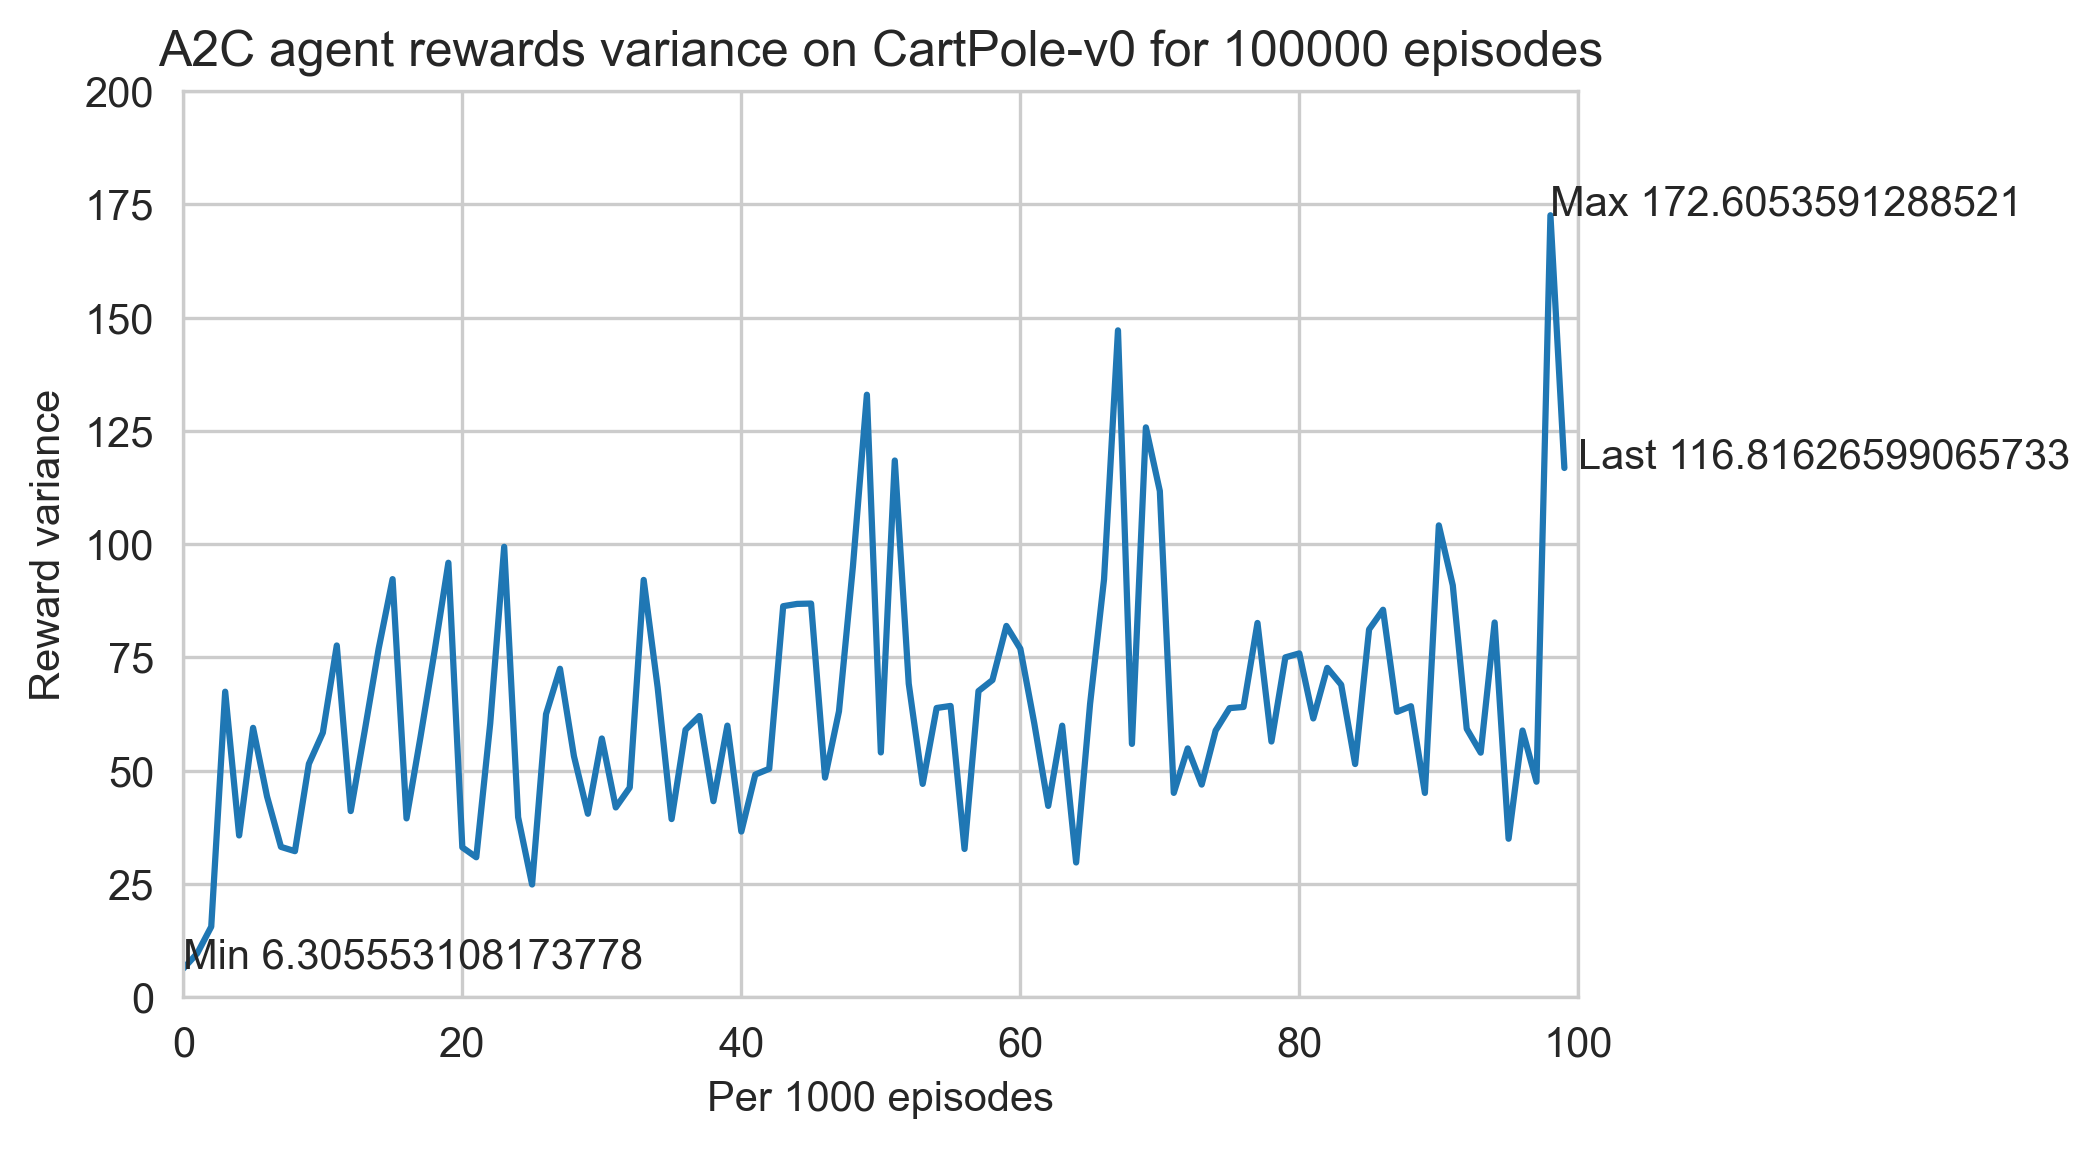 A2C agent rewards variance on CartPole-v0 for 100000 episodes
200
175
150
125
100
75
50
25
0
Reward variance
Max 172.6053591288521
Last 116.81626599065733
Min 6.305553108173778
0 20 40 60 80 100
Per 1000 episodes